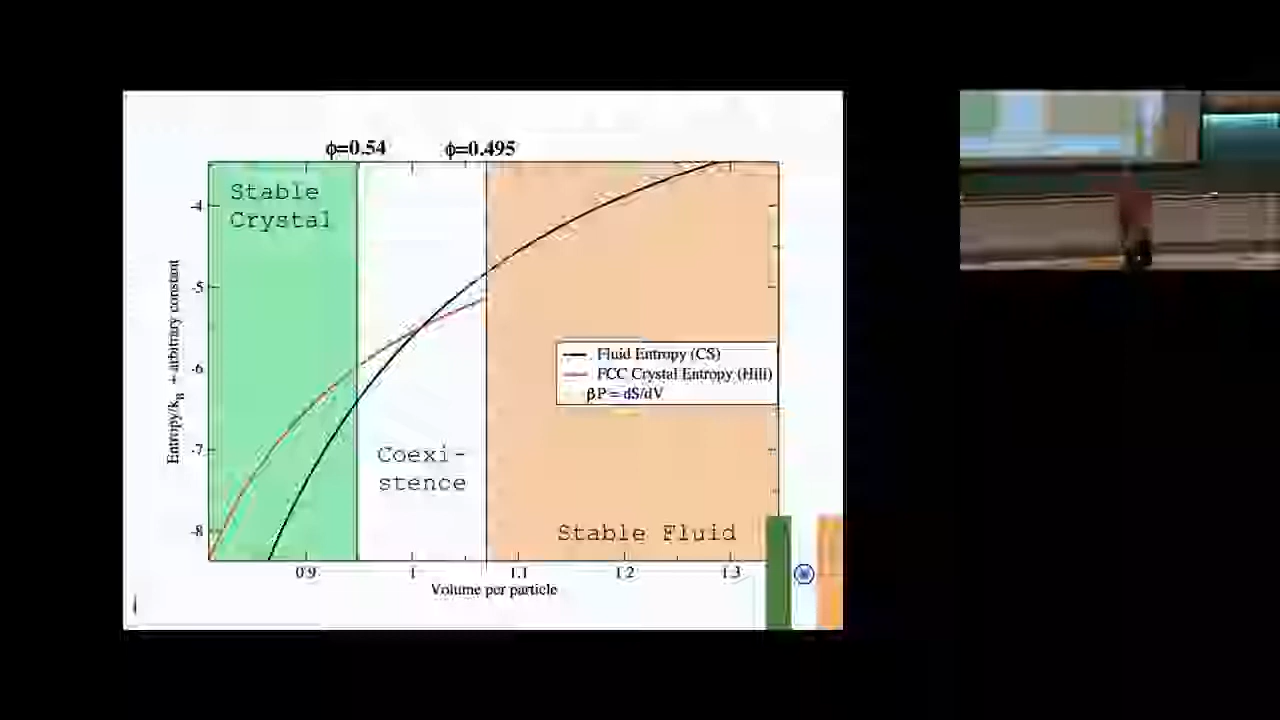 ϕ=0.54
ϕ=0.495
Stable
Crystal
-4
-5
-6
-7
-8
Entropy/k_B + arbitrary constant
Fluid Entropy (CS)
FCC Crystal Entropy (Hill)
βP = dS/dV
Coexi-
stence
Stable Fluid
0.9
1
1.1
1.2
1.3
Volume per particle